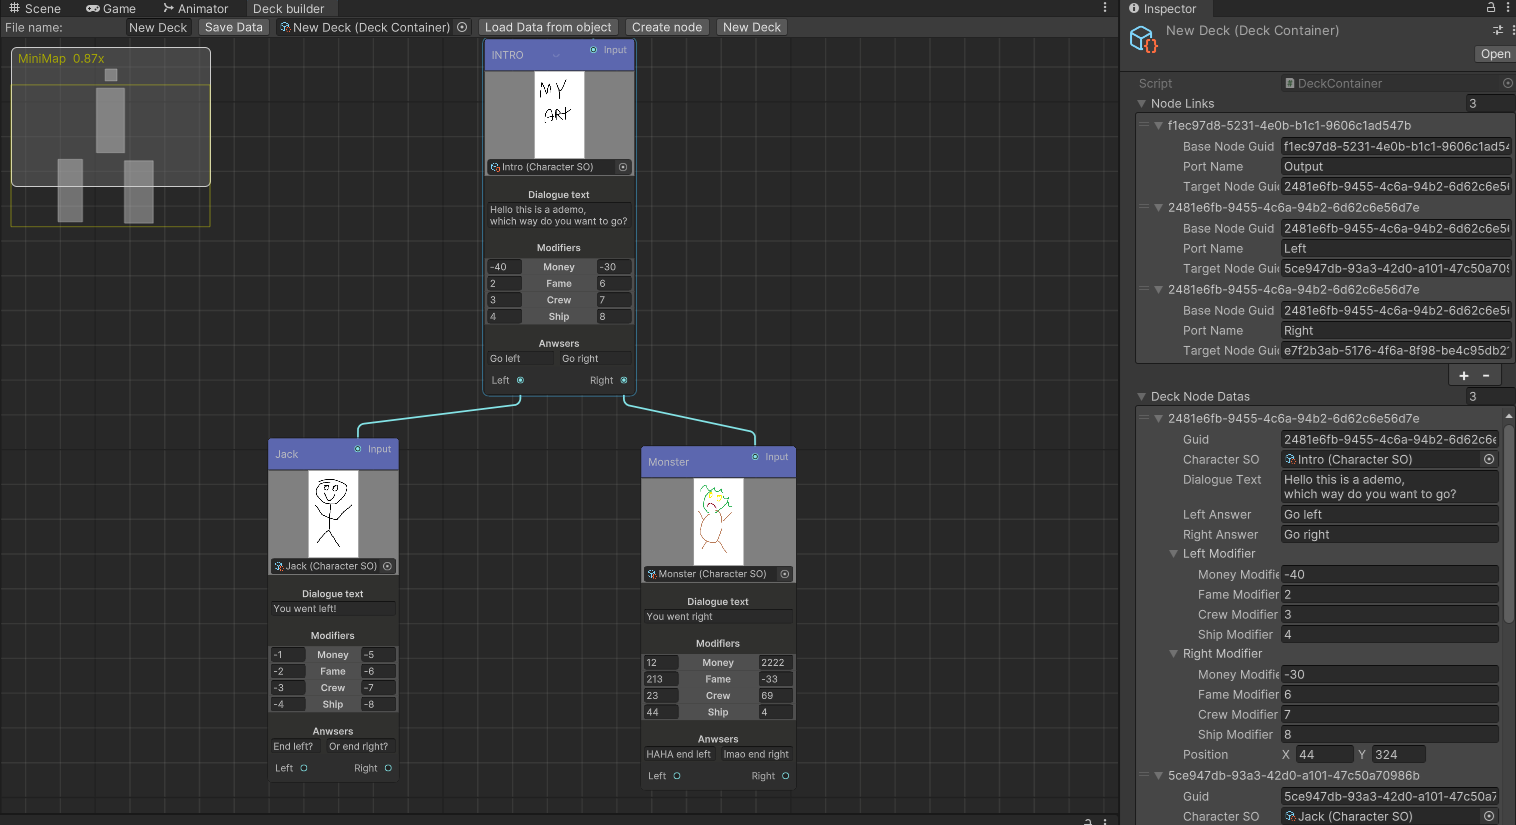 Scene
Game
Animator
Deck builder
File name:
New Deck
Save Data
New Deck (Deck Container)
Load Data from object
Create node
New Deck
MiniMap 0.87x
INTRO
Input
MY
ART
Intro (Character SO)
Dialogue text
Hello this is a ademo,
which way do you want to go?
Modifiers
-40 Money -30
2 Fame 6
3 Crew 7
4 Ship 8
Anwsers
Go left Go right
Left Right
Jack
Input
Jack (Character SO)
Dialogue text
You went left!
Modifiers
-1 Money -5
-2 Fame -6
-3 Crew -7
-4 Ship -8
Anwsers
End left? Or end right?
Left Right
Monster
Input
Monster (Character SO)
Dialogue text
You went right
Modifiers
12 Money 2222
213 Fame -33
23 Crew 69
44 Ship 4
Anwsers
HAHA end left lmao end right
Left Right
Inspector
New Deck (Deck Container)
Open
Script DeckContainer
Node Links 3
f1ec97d8-5231-4e0b-b1c1-9606c1ad547b
Base Node Guid f1ec97d8-5231-4e0b-b1c1-9606c1ad54
Port Name Output
Target Node Guid 2481e6fb-9455-4c6a-94b2-6d62c6e5
2481e6fb-9455-4c6a-94b2-6d62c6e56d7e
Base Node Guid 2481e6fb-9455-4c6a-94b2-6d62c6e5
Port Name Left
Target Node Guid 5ce947db-93a3-42d0-a101-47c50a709
2481e6fb-9455-4c6a-94b2-6d62c6e56d7e
Base Node Guid 2481e6fb-9455-4c6a-94b2-6d62c6e5
Port Name Right
Target Node Guid e7f2b3ab-5176-4f6a-8f98-be4c95db2
+ -
Deck Node Datas 3
2481e6fb-9455-4c6a-94b2-6d62c6e56d7e
Guid 2481e6fb-9455-4c6a-94b2-6d62c6e
Character SO Intro (Character SO)
Dialogue Text Hello this is a ademo,
which way do you want to go?
Left Answer Go left
Right Answer Go right
Left Modifier
Money Modifie -40
Fame Modifier 2
Crew Modifier 3
Ship Modifier 4
Right Modifier
Money Modifie -30
Fame Modifier 6
Crew Modifier 7
Ship Modifier 8
Position X 44 Y 324
5ce947db-93a3-42d0-a101-47c50a70986b
Guid 5ce947db-93a3-42d0-a101-47c50a7
Character SO Jack (Character SO)